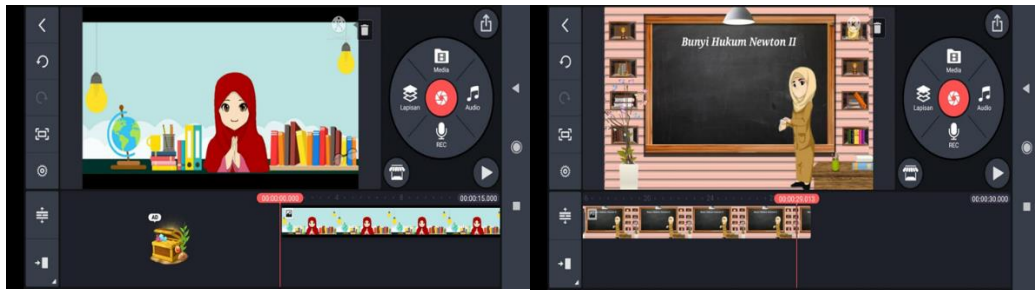 Media
Lapisan
Audio
REC
00:00:00.000
00:00:15.000
AD
Bunyi Hukum Newton II
Media
Lapisan
Audio
REC
00:00:29.013
00:00:30.000